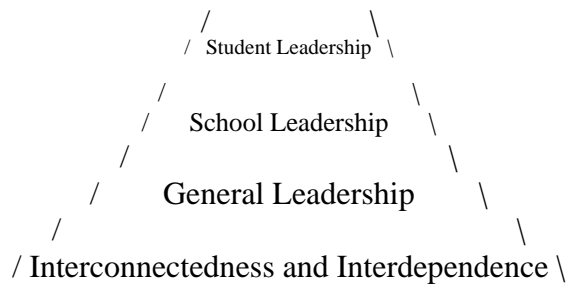 / \
/ Student Leadership \
/ \
/ School Leadership \
/ \
/ General Leadership \
/ \
/ Interconnectedness and Interdependence \